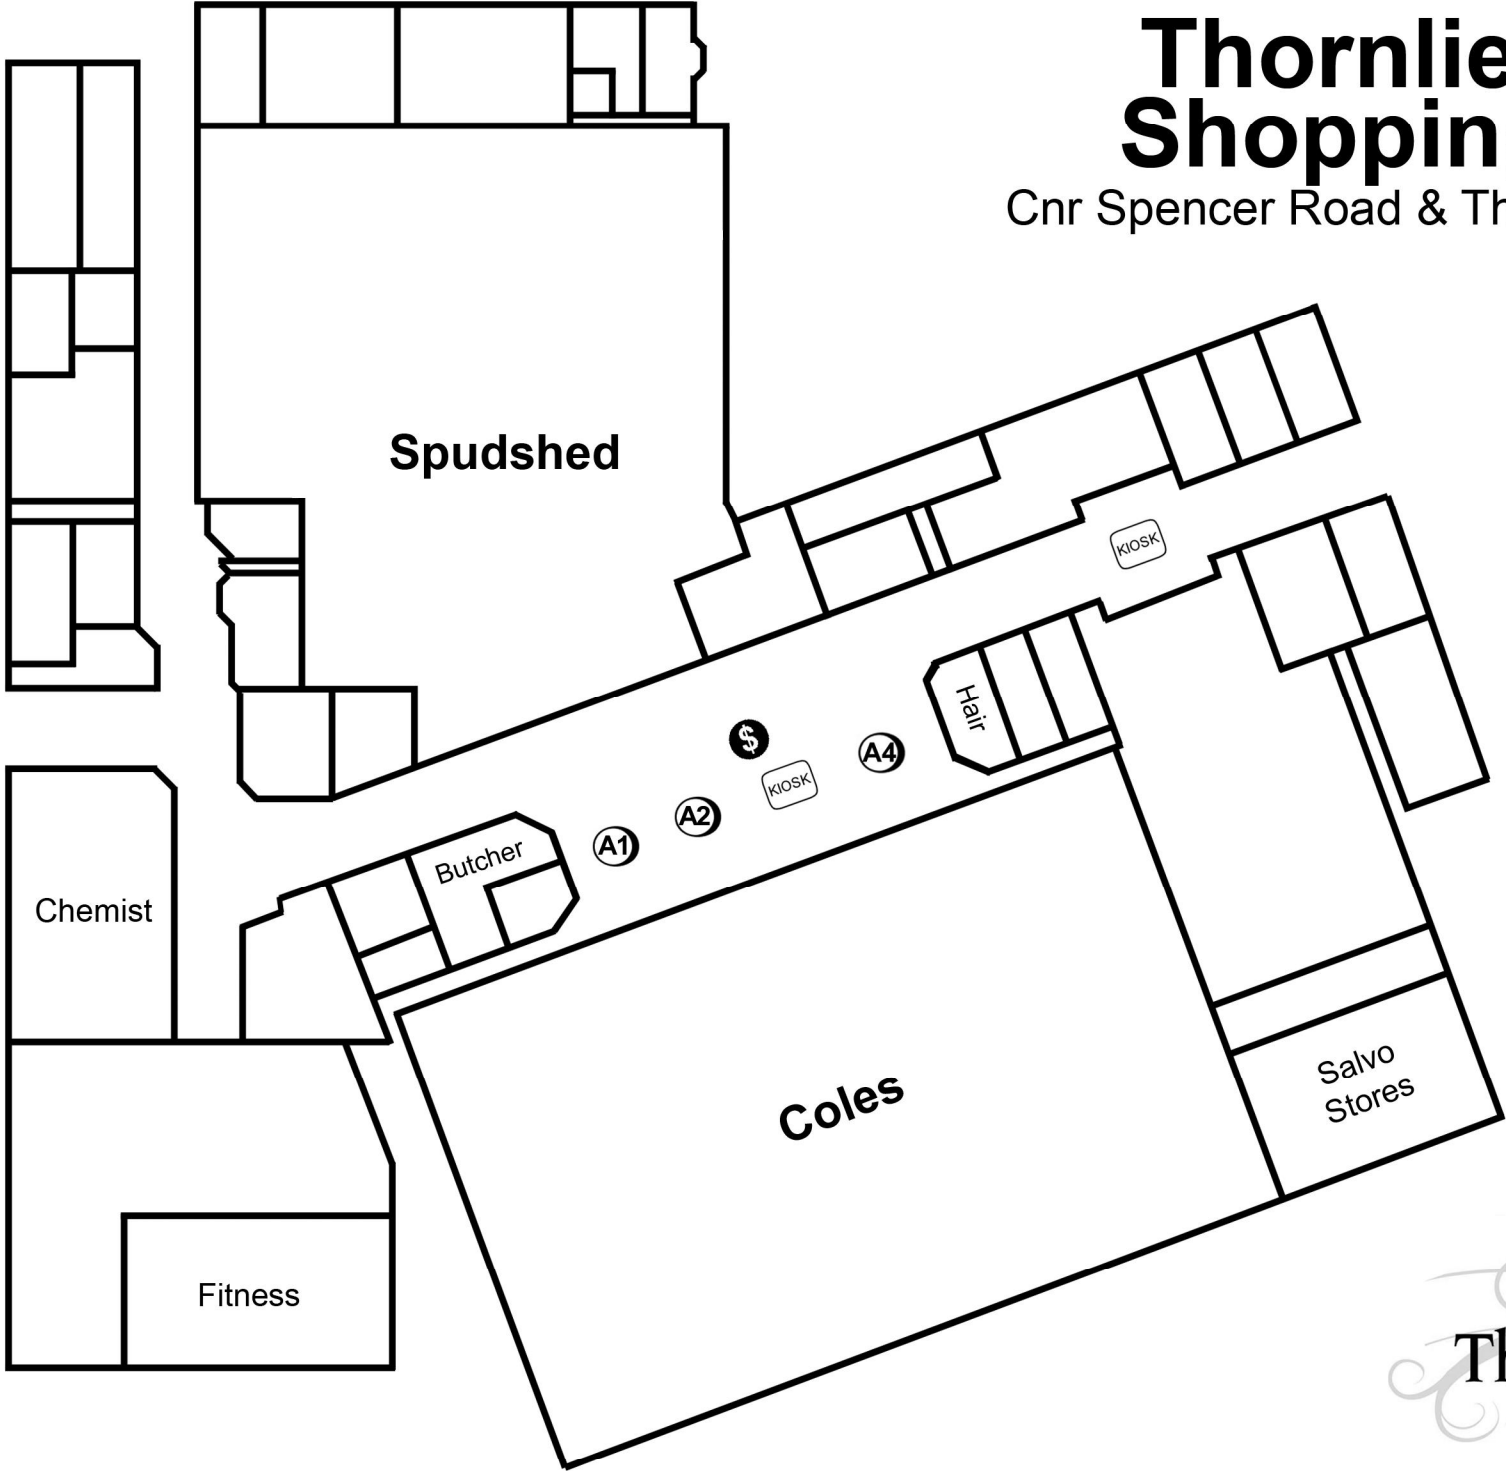 Thornlie
Shoppin
Cnr Spencer Road & Th
Spudshed
KIOSK
Hair
$
A4
KIOSK
A2
A1
Butcher
Chemist
Salvo
Stores
Coles
Fitness
Th